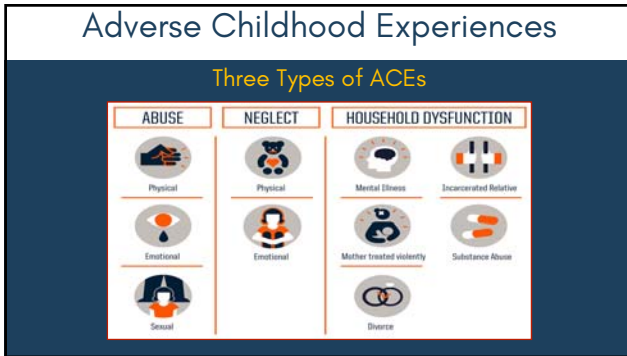 Adverse Childhood Experiences
Three Types of ACEs
ABUSE
NEGLECT
HOUSEHOLD DYSFUNCTION
Physical
Physical
Mental Illness
Incarcerated Relative
Emotional
Emotional
Mother treated violently
Substance Abuse
Sexual
Divorce